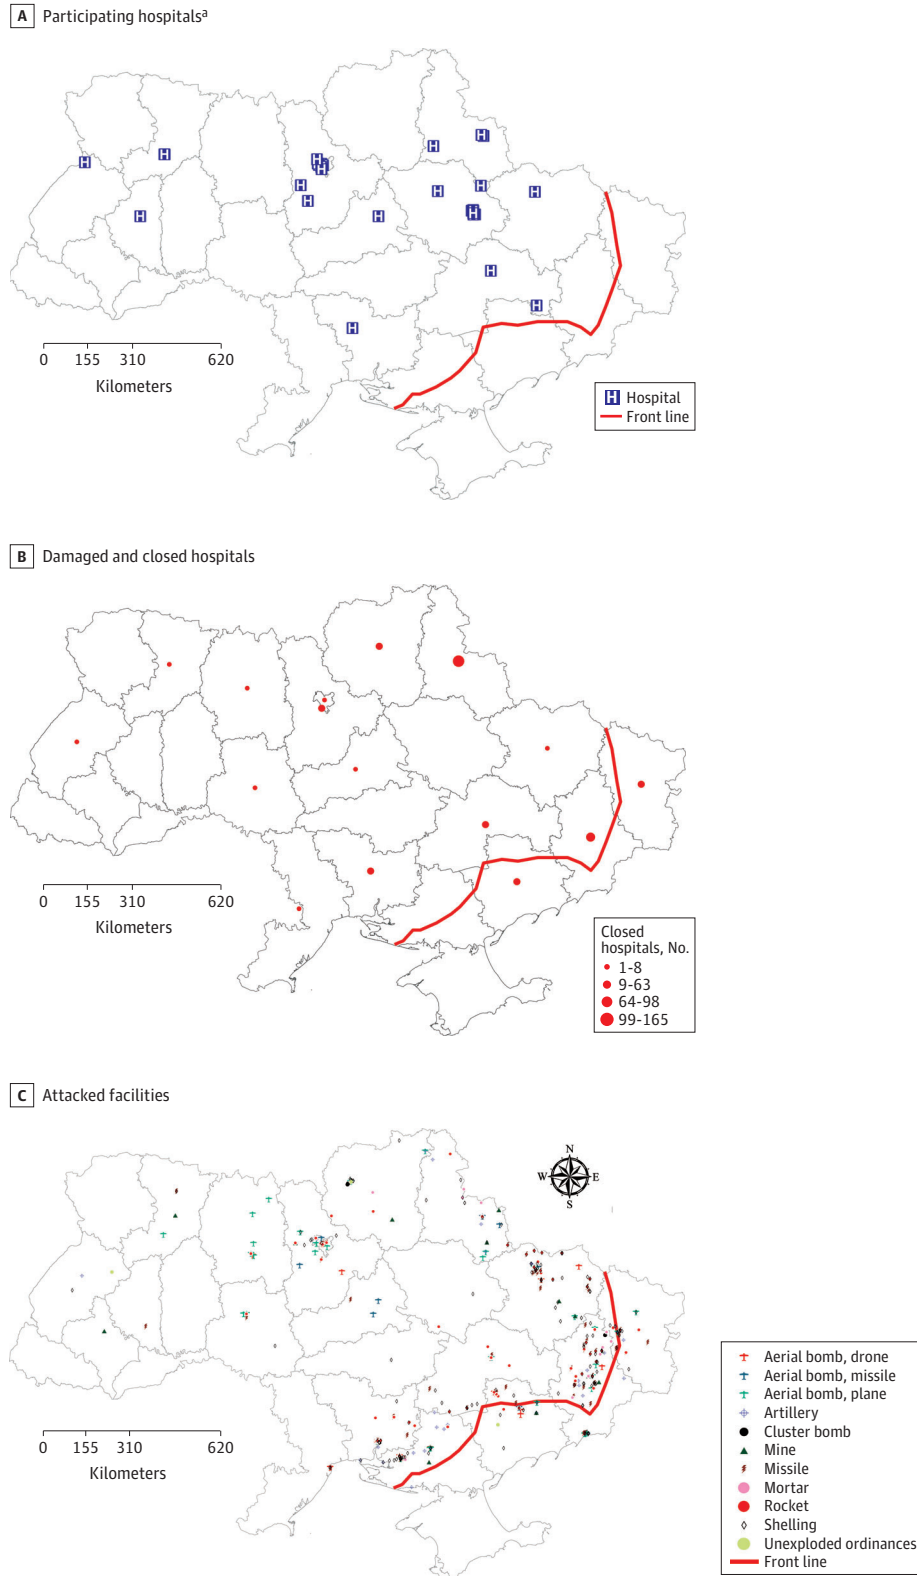 A Participating hospitalsª
H H H H H H H H H H H H H H H H H
0 155 310 620
Kilometers
H Hospital
Front line
B Damaged and closed hospitals
0 155 310 620
Kilometers
Closed
hospitals, No.
1-8
9-63
64-98
99-165
C Attacked facilities
N
W E
S
0 155 310 620
Kilometers
Aerial bomb, drone
Aerial bomb, missile
Aerial bomb, plane
Artillery
Cluster bomb
Mine
Missile
Mortar
Rocket
Shelling
Unexploded ordinances
Front line